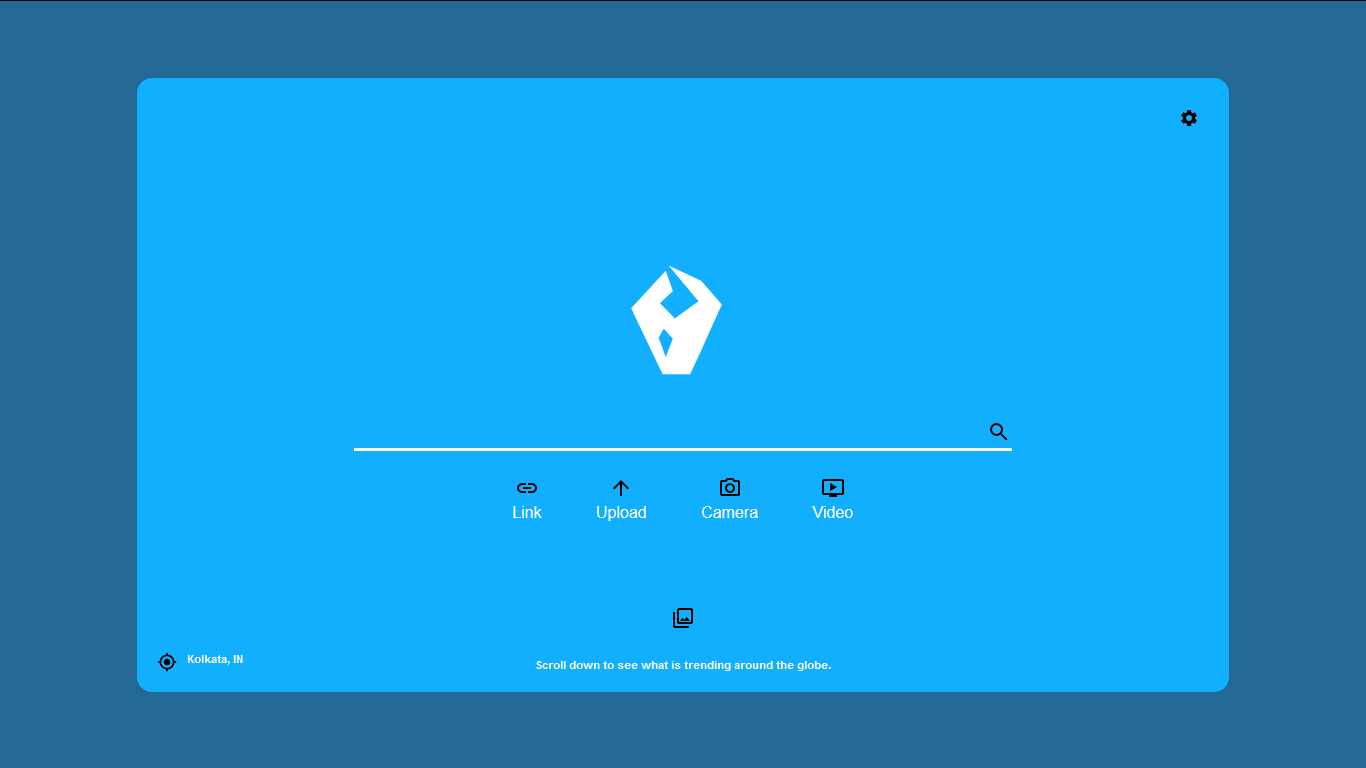 Link Upload Camera Video
Kolkata, IN
Scroll down to see what is trending around the globe.